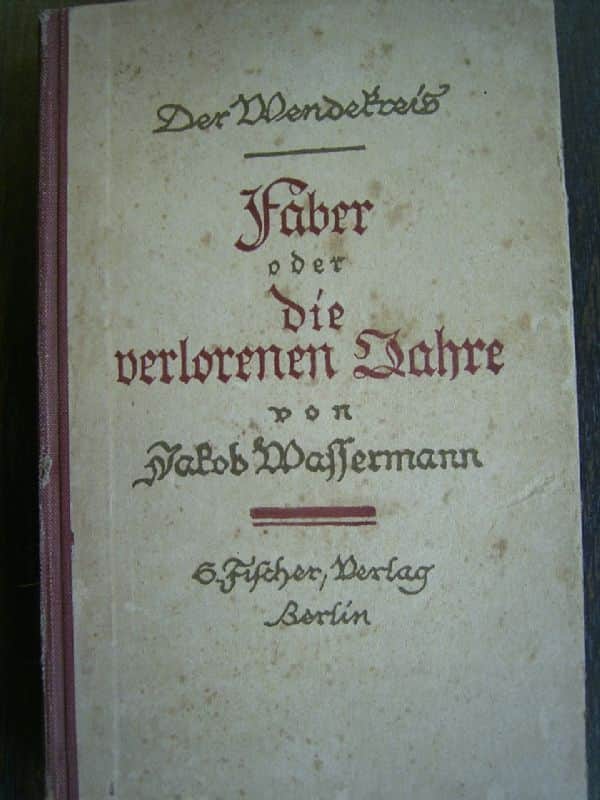 Der Wendekreis
Faber
oder
die
verlorenen Jahre
von
Jakob Wassermann
S. Fischer, Verlag
Berlin